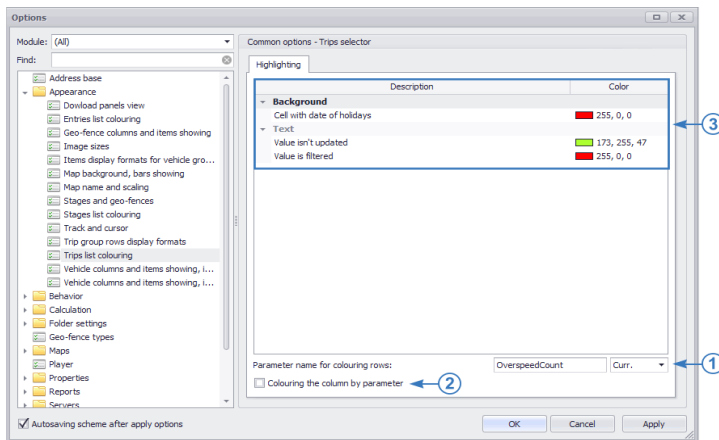 Options
Module: (All)
Find:
Address base
Appearance
Dowload panels view
Entries list colouring
Geo-fence columns and items showing
Image sizes
Items display formats for vehicle gro...
Map background, bars showing
Map name and scaling
Stages and geo-fences
Stages list colouring
Track and cursor
Trip group rows display formats
Trips list colouring
Vehicle columns and items showing, i...
Vehicle columns and items showing, i...
Behavior
Calculation
Folder settings
Geo-fence types
Maps
Player
Properties
Reports
Servers
Common options - Trips selector
Highlighting
Description Color
Background
Cell with date of holidays 255, 0, 0
Text
Value isn't updated 173, 255, 47
Value is filtered 255, 0, 0
3
Parameter name for colouring rows: OverspeedCount Curr. 1
Colouring the column by parameter 2
Autosaving scheme after apply options OK Cancel Apply